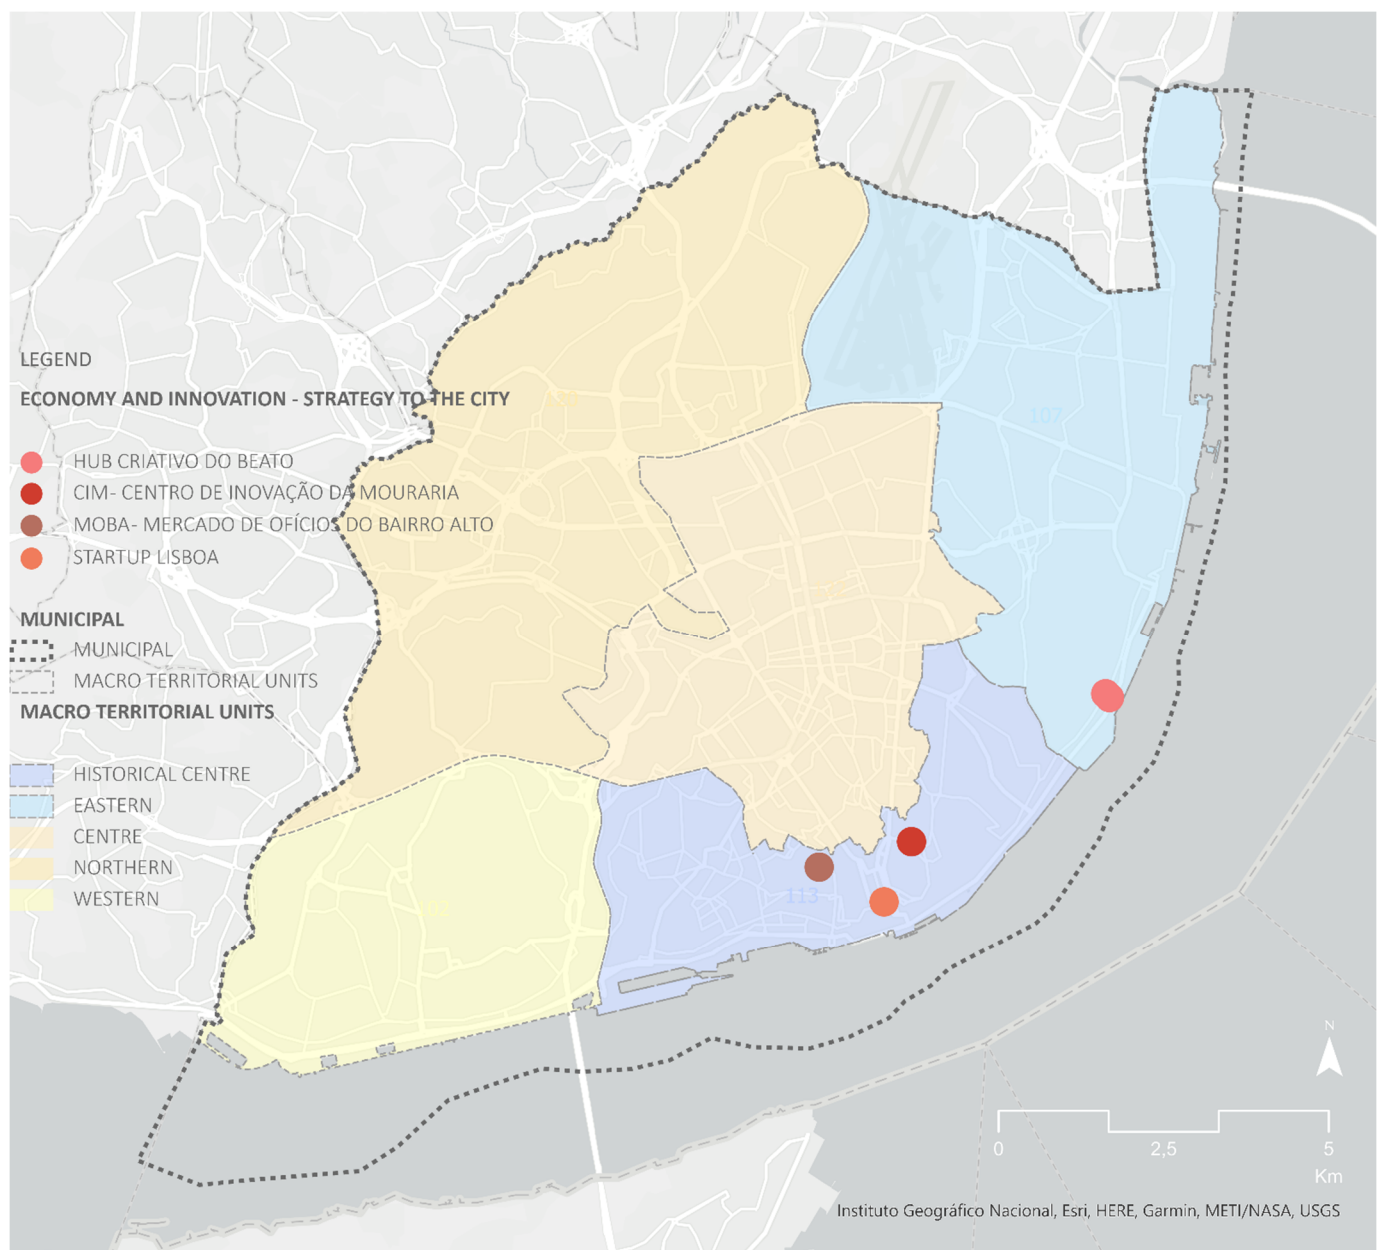 LEGEND
ECONOMY AND INNOVATION - STRATEGY TO THE CITY
HUB CRIATIVO DO BEATO
CIM- CENTRO DE INOVAÇÃO DA MOURARIA
MOBA- MERCADO DE OFÍCIOS DO BAIRRO ALTO
STARTUP LISBOA
MUNICIPAL
MUNICIPAL
MACRO TERRITORIAL UNITS
MACRO TERRITORIAL UNITS
HISTORICAL CENTRE
EASTERN
CENTRE
NORTHERN
WESTERN
107
113
N
0 2,5 5
Km
Instituto Geográfico Nacional, Esri, HERE, Garmin, METI/NASA, USGS